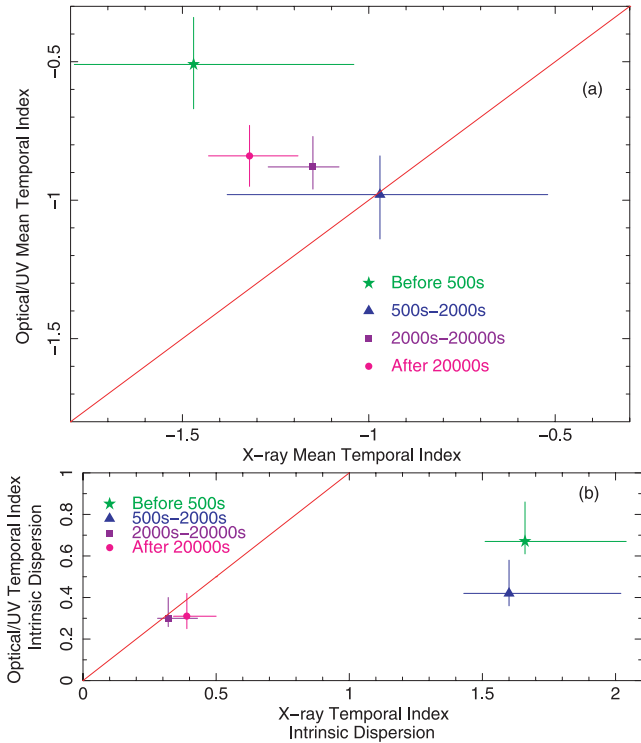 −0.5
−1
−1.5
Optical/UV Mean Temporal Index
(a)
Before 500s
500s−2000s
2000s−20000s
After 20000s
−1.5
−1
−0.5
X−ray Mean Temporal Index
1
0.8
0.6
0.4
0.2
0
Optical/UV Temporal Index
Intrinsic Dispersion
(b)
Before 500s
500s−2000s
2000s−20000s
After 20000s
0
0.5
1
1.5
2
X−ray Temporal Index
Intrinsic Dispersion